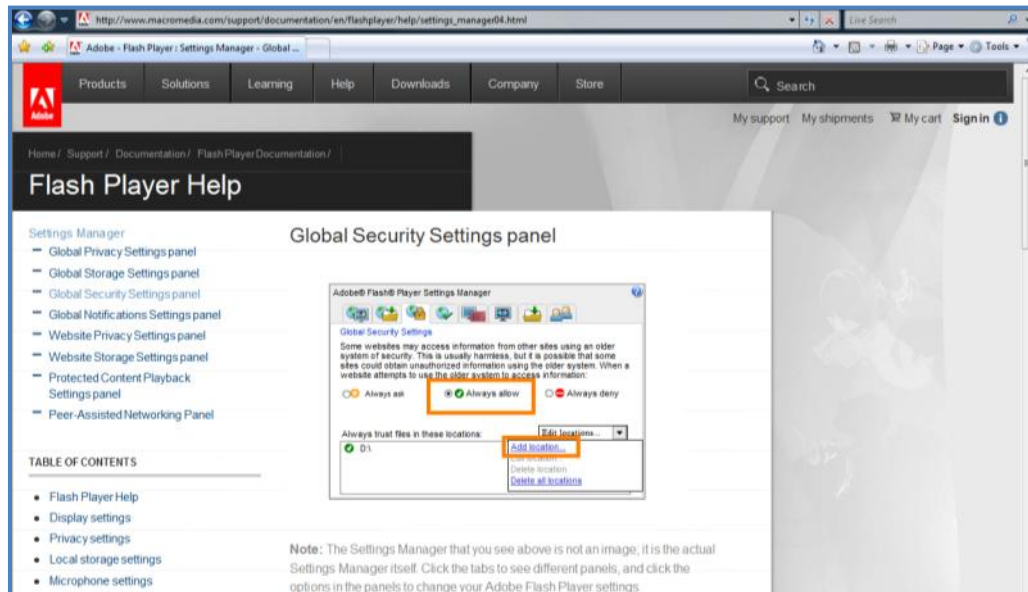 http://www.macromedia.com/support/documentation/en/flashplayer/help/settings_manager04.html
Live Search
Adobe - Flash Player : Settings Manager - Global ...
Page
Tools
Products Solutions Learning Help Downloads Company Store
Search
Adobe
My support My shipments My cart Sign in
Home / Support / Documentation / Flash Player Documentation /
Flash Player Help
Settings Manager
Global Privacy Settings panel
Global Storage Settings panel
Global Security Settings panel
Global Notifications Settings panel
Website Privacy Settings panel
Website Storage Settings panel
Protected Content Playback
Settings panel
Peer-Assisted Networking Panel
TABLE OF CONTENTS
Flash Player Help
Display settings
Privacy settings
Local storage settings
Microphone settings
Global Security Settings panel
Adobe® Flash® Player Settings Manager
Global Security Settings
Some websites may access information from other sites using an older
system of security. This is usually harmless, but it is possible that some
sites could obtain unauthorized information using the older system. When a
website attempts to use the older system to access information:
Always ask Always allow Always deny
Always trust files in these locations:
Edit locations...
D:\
Add location...
Delete location
Delete all locations
Note: The Settings Manager that you see above is not an image; it is the actual
Settings Manager itself. Click the tabs to see different panels, and click the
options in the panels to change your Adobe Flash Player settings.